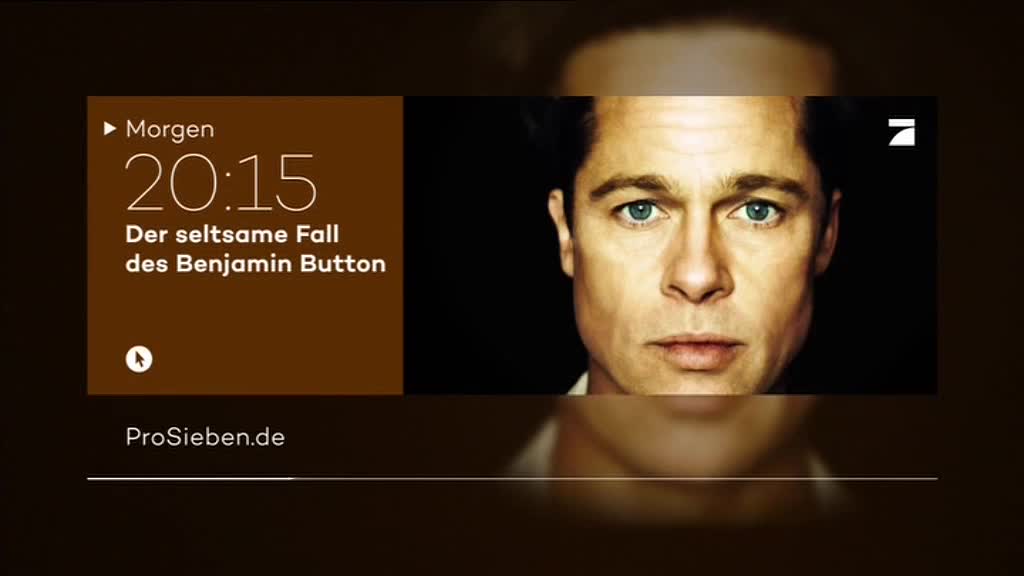 Morgen
20:15
Der seltsame Fall
des Benjamin Button
ProSieben.de